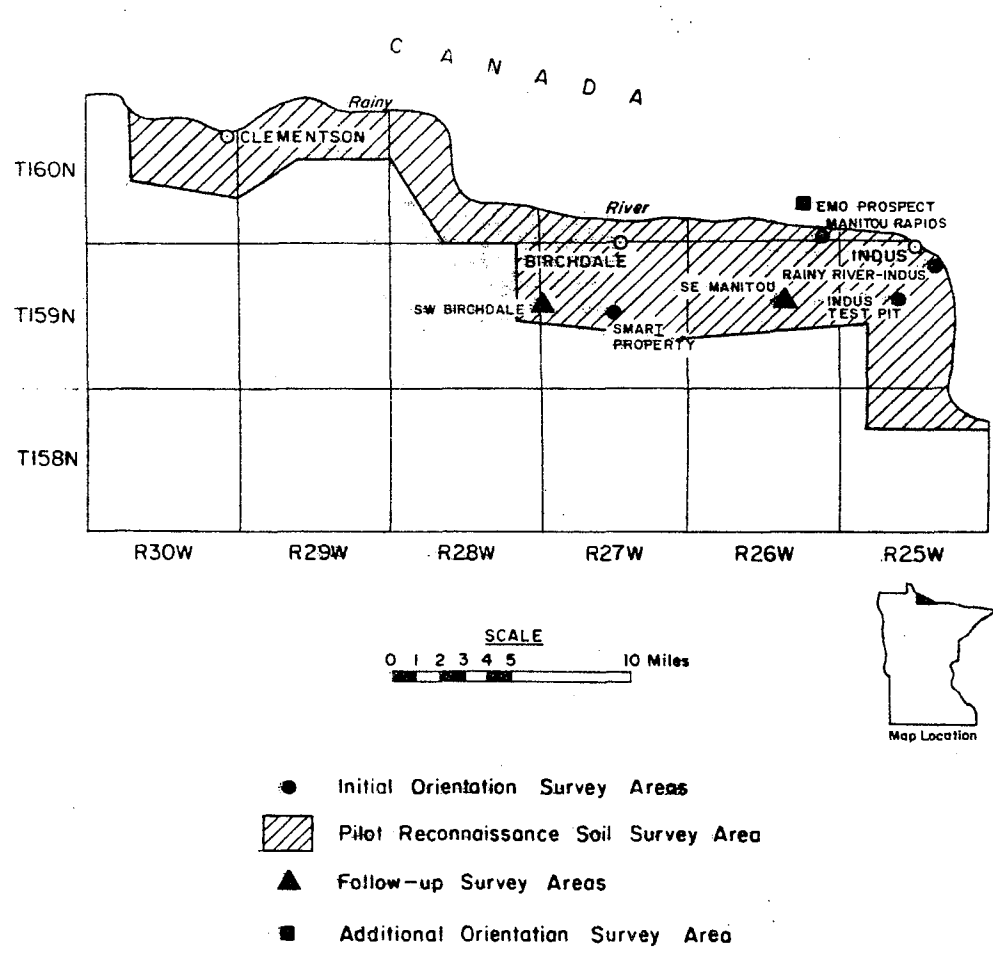 CANADA
Rainy
CLEMENTSON
T160N
River
EMO PROSPECT
MANITOU RAPIDS
BIRCHDALE
INDUS
RAINY RIVER-INDUS
SE MANITOU
SW BIRCHDALE
INDUS
TEST PIT
T159N
SMART
PROPERTY
T158N
R30W R29W R28W R27W R26W R25W
SCALE
0 1 2 3 4 5 10 Miles
Map Location
Initial Orientation Survey Areas
Pilot Reconnaissance Soil Survey Area
Follow-up Survey Areas
Additional Orientation Survey Area